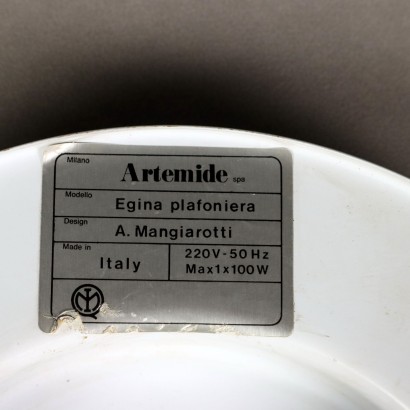 Milano
Artemide spa
Modello
Egina plafoniera
Design
A. Mangiarotti
Made in
Italy
220V-50Hz
Max1x100W